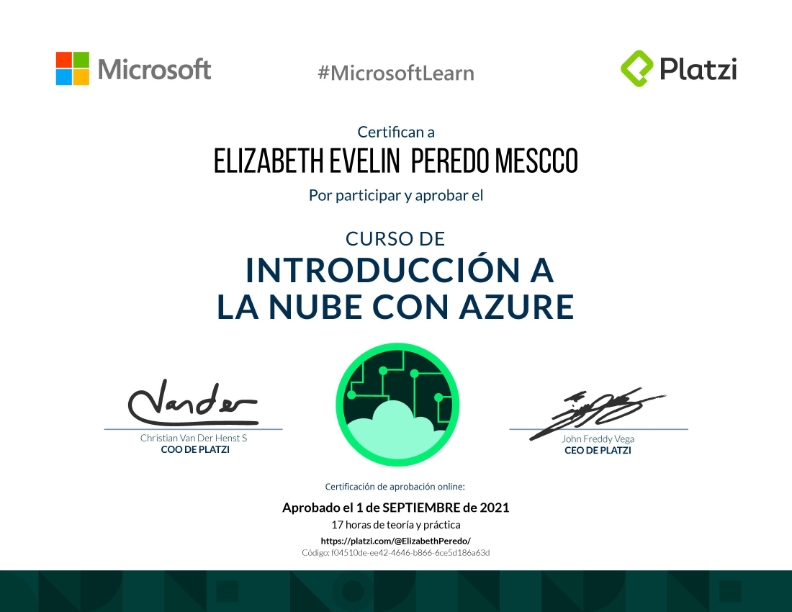 Microsoft
#MicrosoftLearn
Platzi
Certifican a
ELIZABETH EVELIN PEREDO MESCCO
Por participar y aprobar el
CURSO DE
INTRODUCCIÓN A
LA NUBE CON AZURE
Christian Van Der Henst S
COO DE PLATZI
John Freddy Vega
CEO DE PLATZI
Certificación de aprobación online:
Aprobado el 1 de SEPTIEMBRE de 2021
17 horas de teoría y práctica
https://platzi.com/@ElizabethPeredo/
Código: f04510de-ee42-4646-b866-6ce5d186a63d